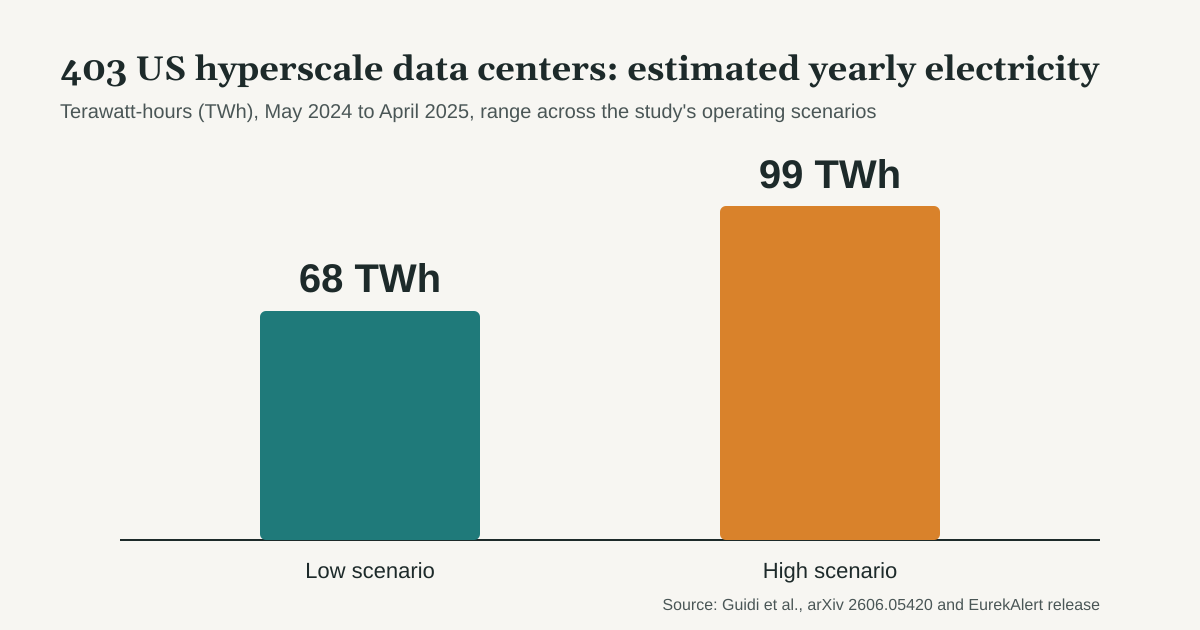 403 US hyperscale data centers: estimated yearly electricity
Terawatt-hours (TWh), May 2024 to April 2025, range across the study's operating scenarios
99 TWh
68 TWh
Low scenario
High scenario
Source: Guidi et al., arXiv 2606.05420 and EurekAlert release